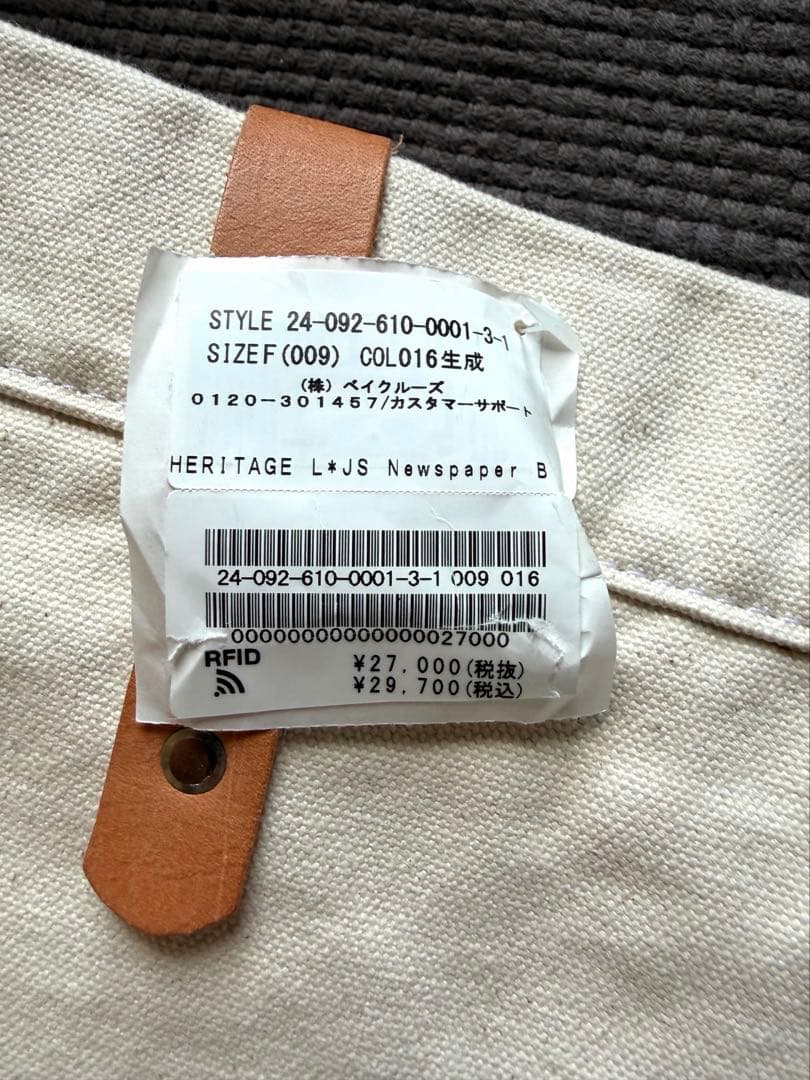 STYLE 24-092-610-0001-3-1
SIZEF(009) COL016生成
(株) ベイクルーズ
0120-301457/カスタマーサポート
HERITAGE L*JS Newspaper B
24-092-610-0001-3-1 009 016
00000000000000027000
RFID
¥27,000(税抜)
¥29,700(税込)